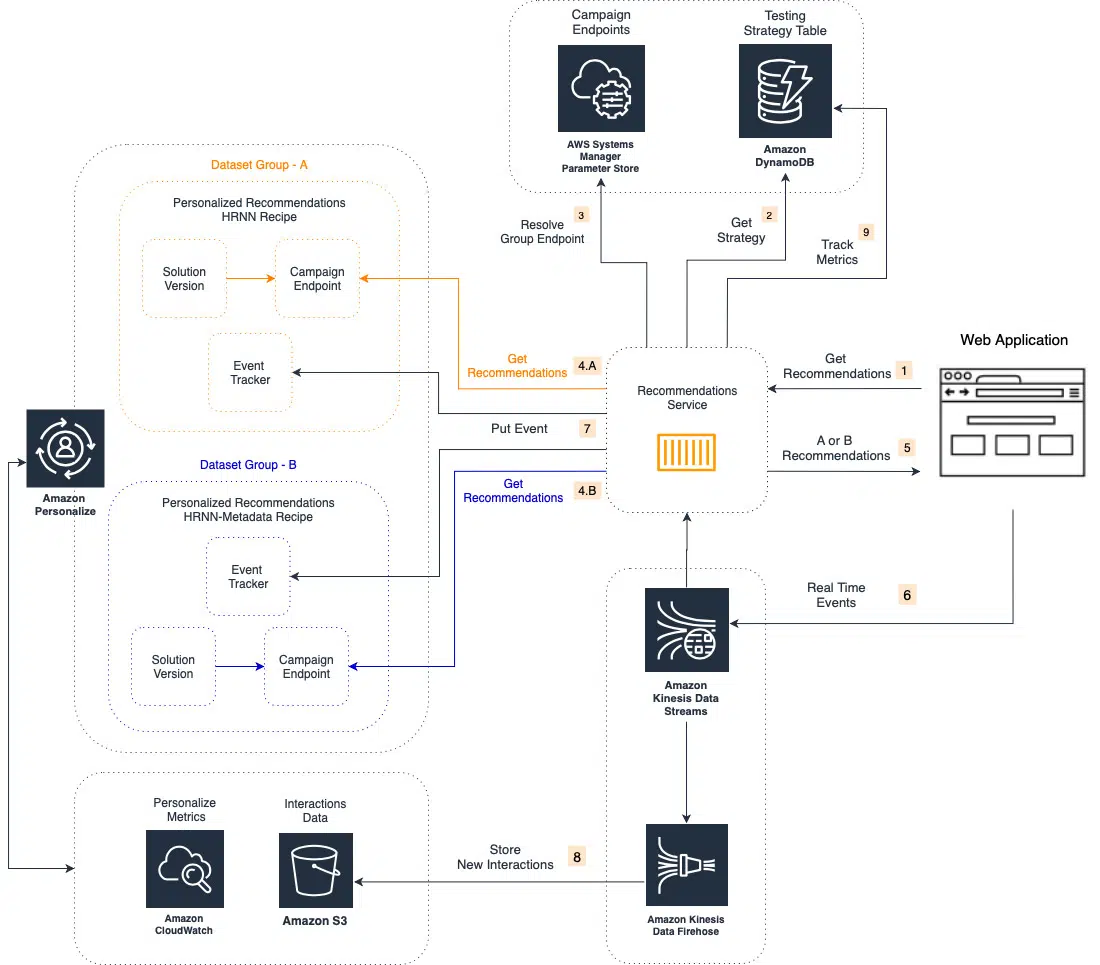 Campaign
Endpoints
Testing
Strategy Table
AWS Systems
Manager
Parameter Store
Amazon
DynamoDB
3
Resolve
Group Endpoint
2
Get
Strategy
9
Track
Metrics
Dataset Group - A
Personalized Recommendations
HRNN Recipe
Solution
Version
Campaign
Endpoint
Event
Tracker
Get
Recommendations
4.A
Put Event
7
Get
Recommendations
4.B
Recommendations
Service
Get
Recommendations
1
A or B
Recommendations
5
Web Application
Amazon
Personalize
Dataset Group - B
Personalized Recommendations
HRNN-Metadata Recipe
Event
Tracker
Solution
Version
Campaign
Endpoint
Real Time
Events
6
Amazon
Kinesis Data
Streams
Personalize
Metrics
Interactions
Data
Amazon
CloudWatch
Amazon S3
Store
New Interactions
8
Amazon Kinesis
Data Firehose